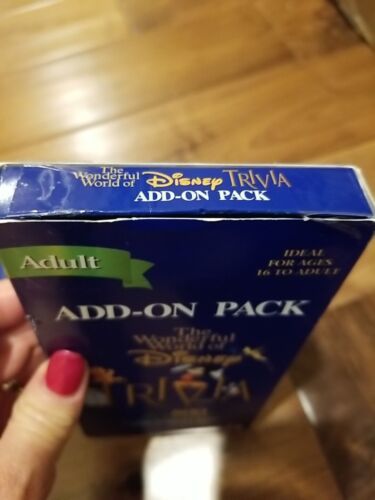 The
Wonderful
World of Disney TRIVIA
ADD-ON PACK
Adult
IDEAL
FOR AGES
16 TO ADULT
ADD-ON PACK
The
Wonderful
World of
Disney
TRIVIA